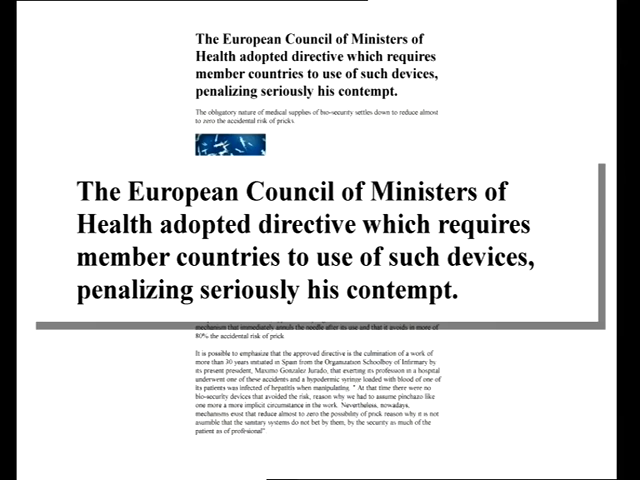 The European Council of Ministers of
Health adopted directive which requires
member countries to use of such devices,
penalizing seriously his contempt.
The obligatory nature of medical supplies of bio-security settles down to reduce almost
to zero the accidental risk of pricks
The European Council of Ministers of
Health adopted directive which requires
member countries to use of such devices,
penalizing seriously his contempt.
mechanism that immediately annuls the needle after its use and that it avoids in more of
80% the accidental risk of prick
It is possible to emphasize that the approved directive is the culmination of a work of
more than 30 years initiated in Spain from the Organization Schoolboy of Infirmary by
its present president, Maximo Gonzalez Jurado, that exerting its profession in a hospital
underwent one of these accidents and a hypodermic syringe loaded with blood of one of
its patients was infected of hepatitis when manipulating. " At that time there were no
bio-security devices that avoided the risk, reason why we had to assume pinchazo like
one more a more implicit circumstance in the work. Nevertheless, nowadays,
mechanisms exist that reduce almost to zero the possibility of prick reason why it is not
asumible that the sanitary systems do not bet by them, by the security as much of the
patient as of profesional"